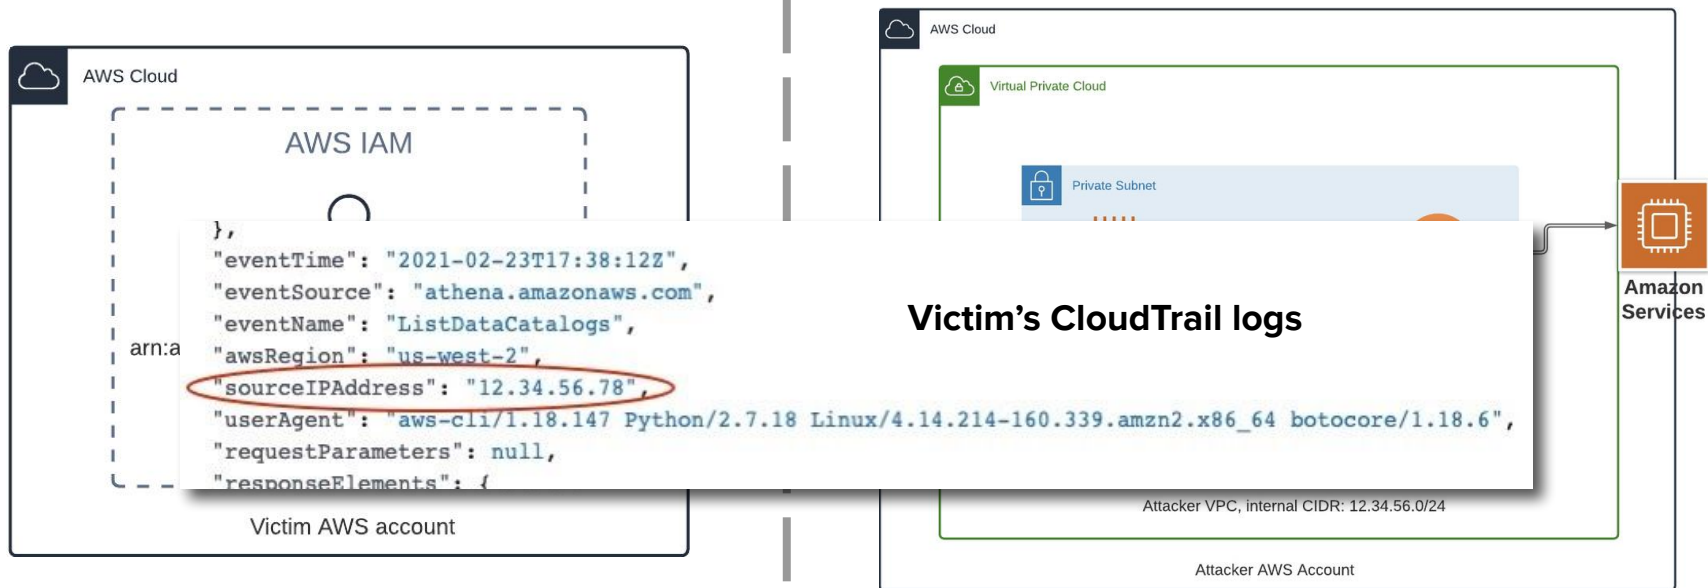 AWS Cloud
AWS IAM
arn:a
Victim AWS account
AWS Cloud
Virtual Private Cloud
Private Subnet
Amazon
Services
},
"eventTime": "2021-02-23T17:38:12Z",
"eventSource": "athena.amazonaws.com",
"eventName": "ListDataCatalogs",
"awsRegion": "us-west-2",
"sourceIPAddress": "12.34.56.78",
"userAgent": "aws-cli/1.18.147 Python/2.7.18 Linux/4.14.214-160.339.amzn2.x86_64 botocore/1.18.6",
"requestParameters": null,
"responseElements": {
Victim’s CloudTrail logs
Attacker VPC, internal CIDR: 12.34.56.0/24
Attacker AWS Account